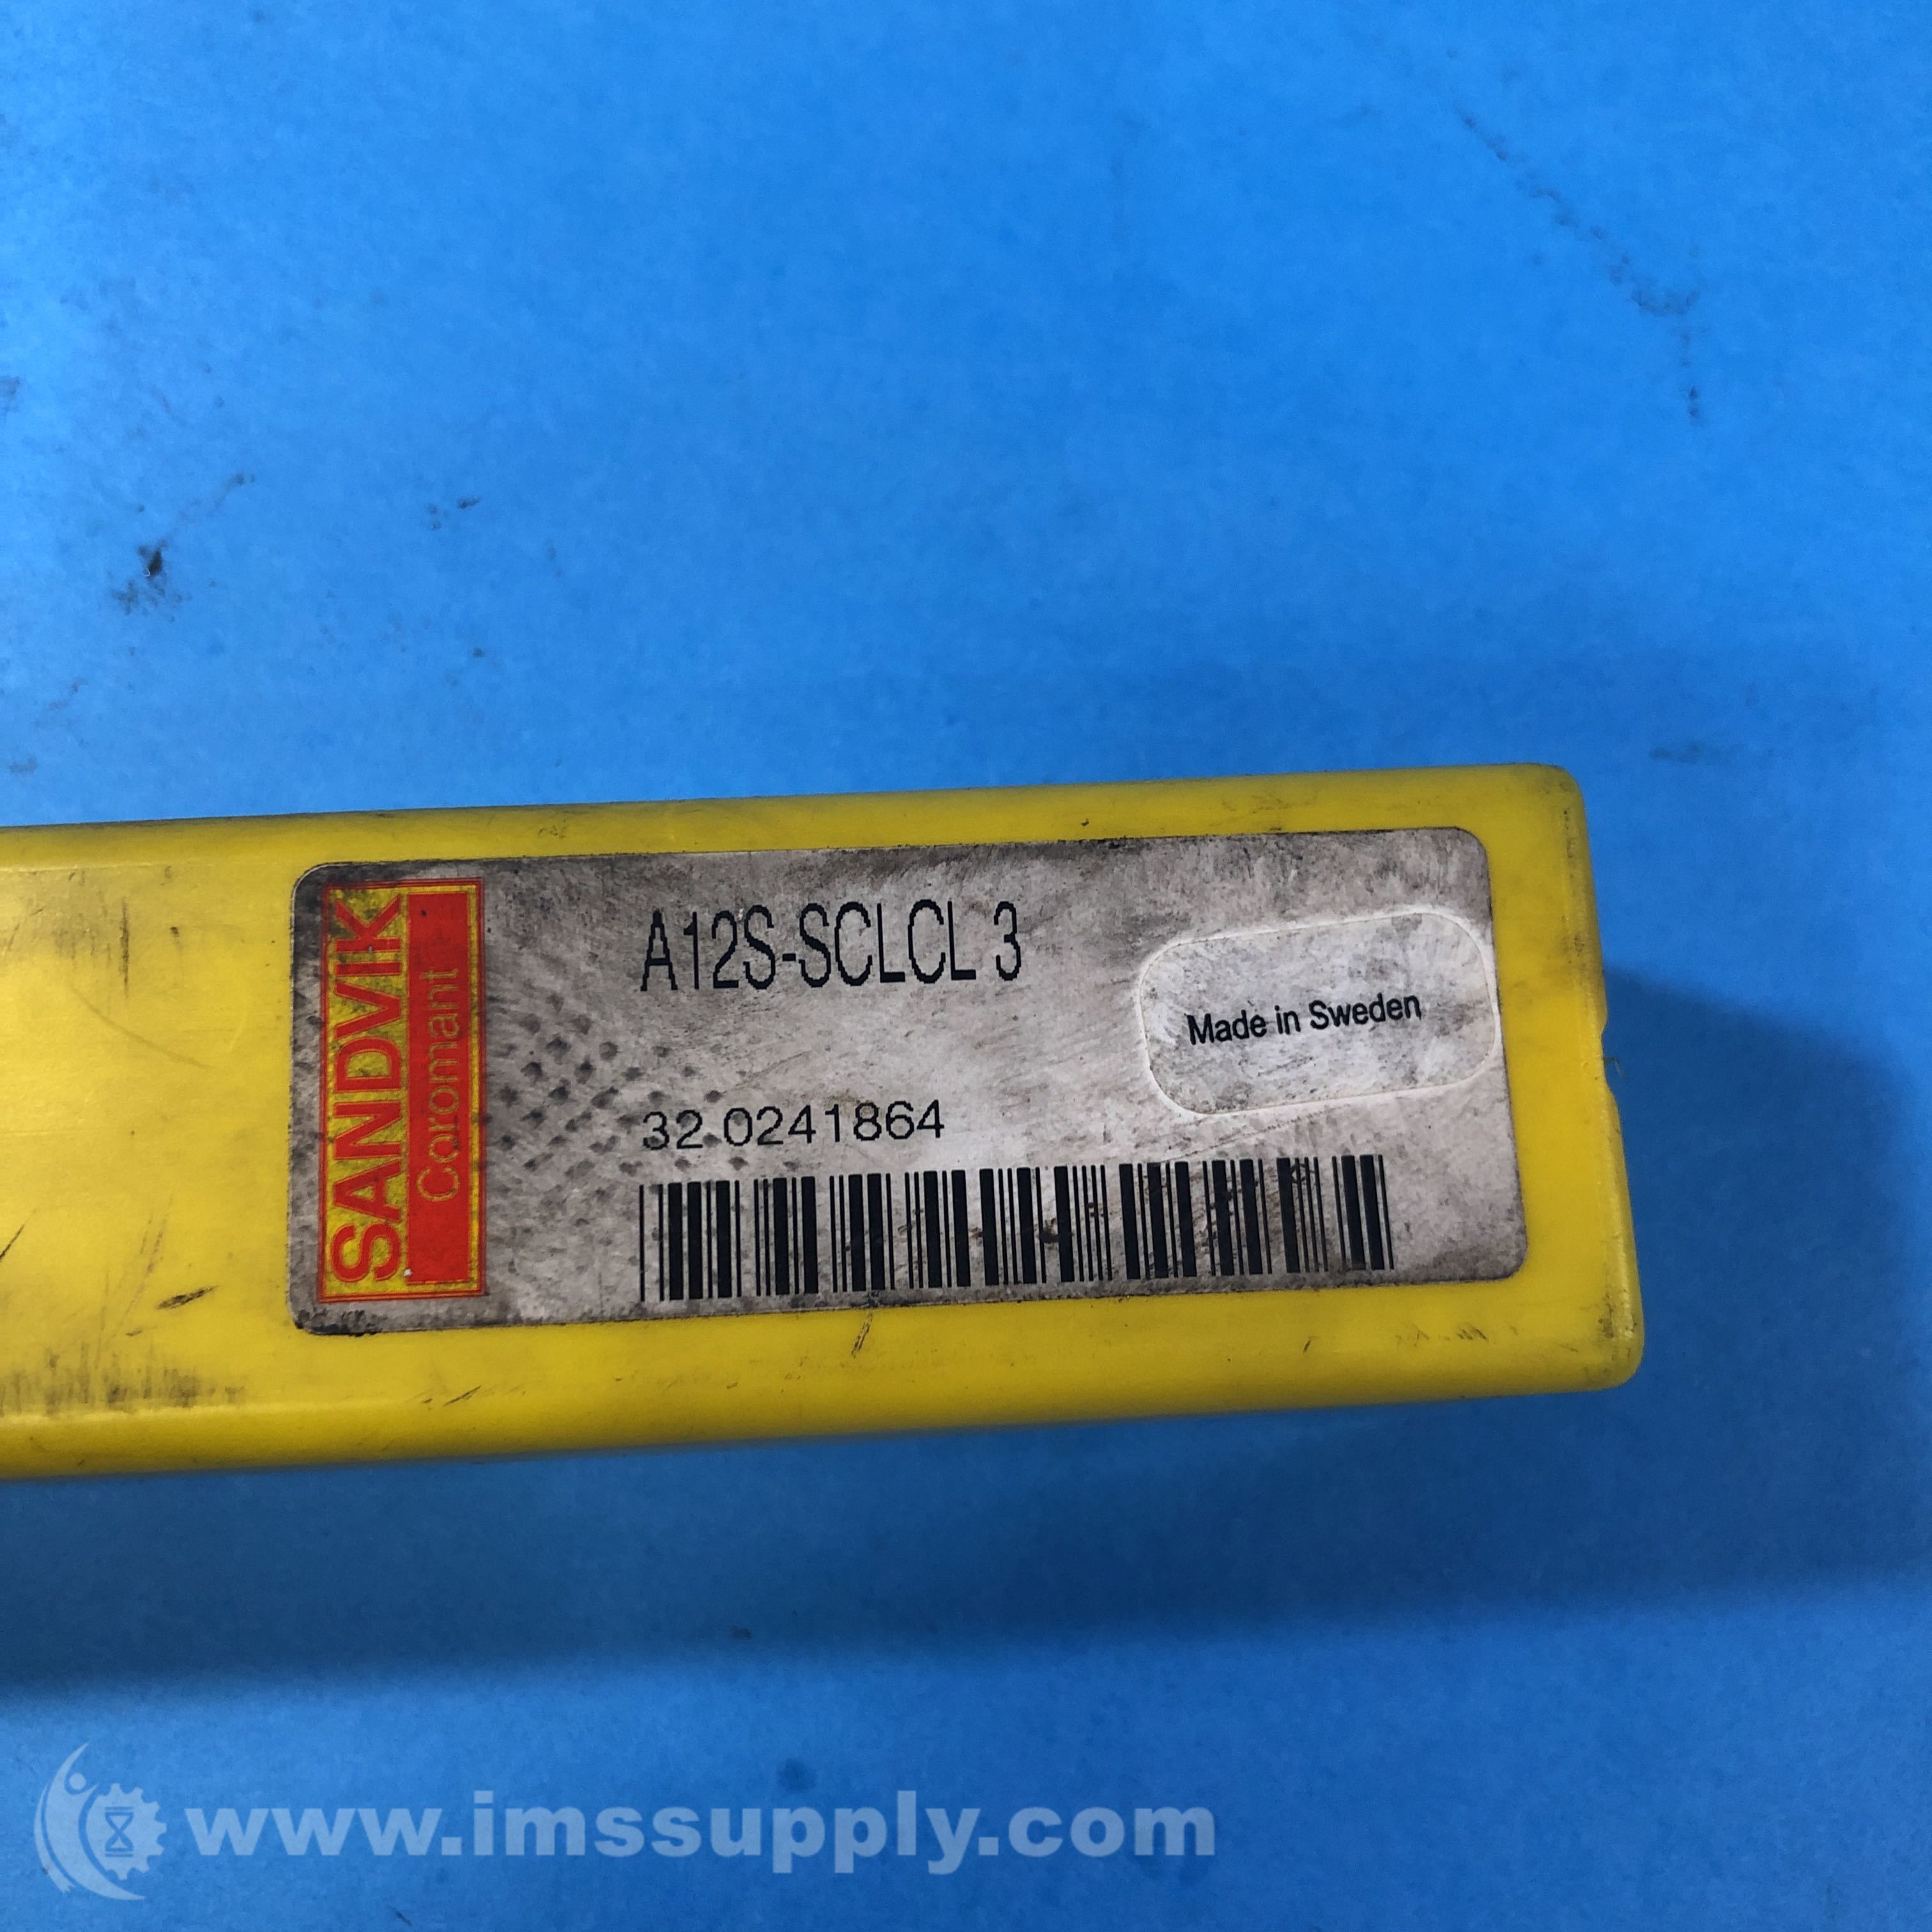 SANDVIK
Coromant
A12S-SCLCL 3
Made in Sweden
32 0241864
www.imssupply.com